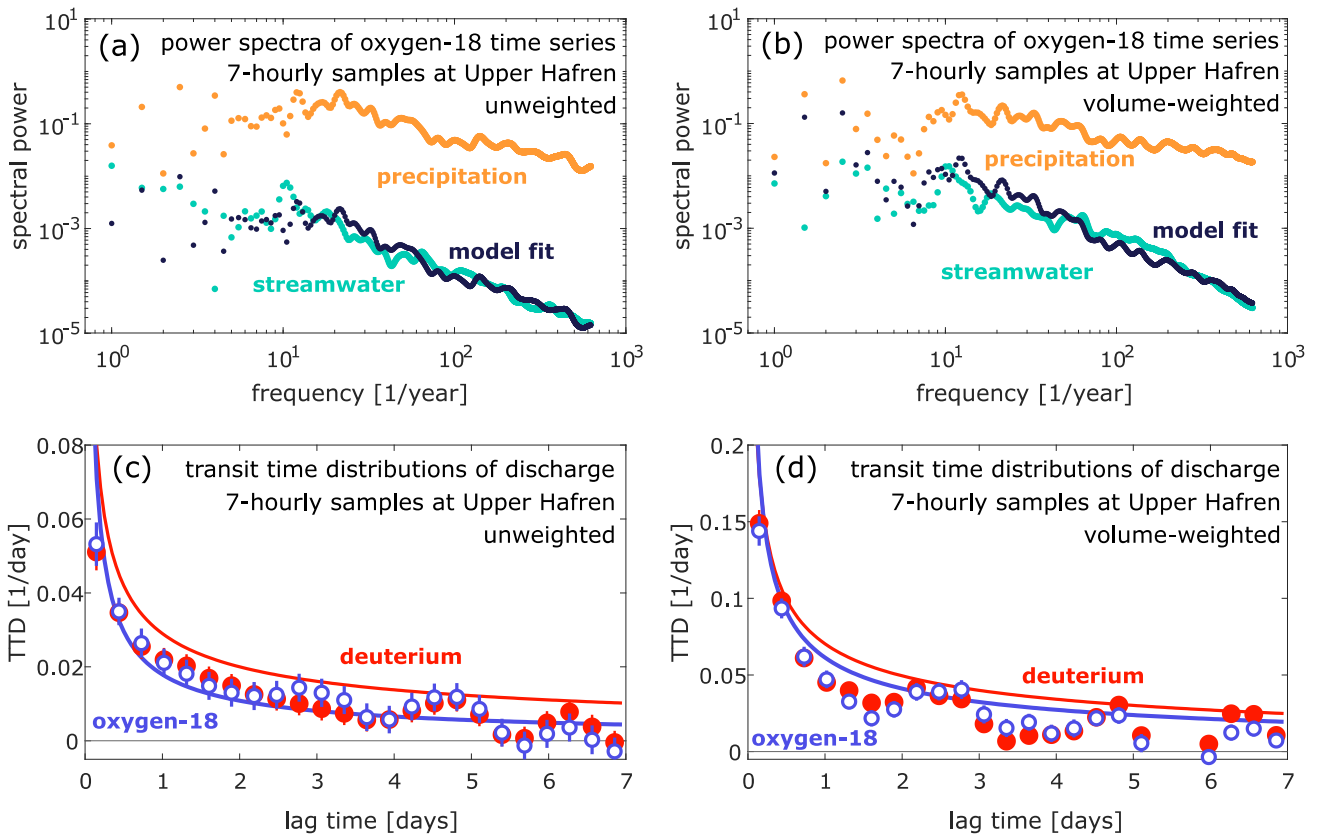 (a)
power spectra of oxygen-18 time series
7-hourly samples at Upper Hafren
unweighted
precipitation
model fit
streamwater
spectral power
10^1
10^-1
10^-3
10^-5
10^0
10^1
10^2
10^3
frequency [1/year]
(b)
power spectra of oxygen-18 time series
7-hourly samples at Upper Hafren
volume-weighted
precipitation
model fit
streamwater
spectral power
10^1
10^-1
10^-3
10^-5
10^0
10^1
10^2
10^3
frequency [1/year]
(c)
transit time distributions of discharge
7-hourly samples at Upper Hafren
unweighted
deuterium
oxygen-18
TTD [1/day]
0.08
0.06
0.04
0.02
0
0 1 2 3 4 5 6 7
lag time [days]
(d)
transit time distributions of discharge
7-hourly samples at Upper Hafren
volume-weighted
deuterium
oxygen-18
TTD [1/day]
0.2
0.15
0.1
0.05
0
0 1 2 3 4 5 6 7
lag time [days]